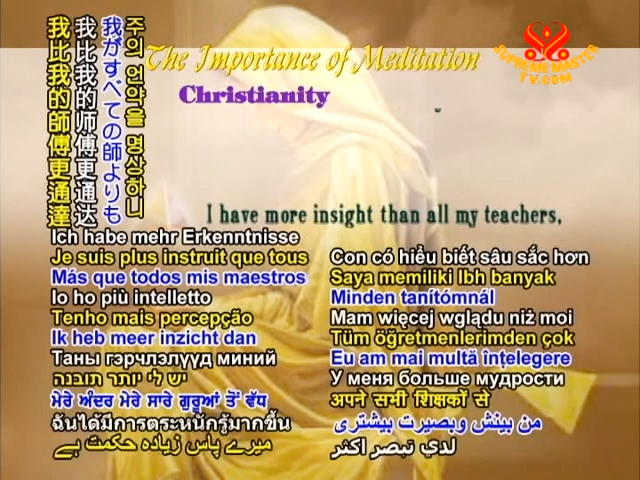 The Importance of Meditation
Christianity
SUPREME MASTER
TV.COM
我比我的師傅更通達
我比我的师傅更通达
我がすべての師よりも
주의 언약을 명상하니
I have more insight than all my teachers,
Ich habe mehr Erkenntnisse
Je suis plus instruit que tous
Más que todos mis maestros
Io ho più intelletto
Tenho mais percepção
Ik heb meer inzicht dan
Таны гэрчлэлүүд миний
יש לי יותר תובנה
ਮੇਰੇ ਅੰਦਰ ਮੇਰੇ ਸਾਰੇ ਗੁਰੂਆਂ ਤੋਂ ਵੱਧ
ฉันได้มีการตระหนักรู้มากขึ้น
میرے پاس زیادہ حکمت ہے
Con có hiểu biết sâu sắc hơn
Saya memiliki lbh banyak
Minden tanítómnál
Mam więcej wglądu niż moi
Tüm öğretmenlerimden çok
Eu am mai multă înțelegere
У меня больше мудрости
अपने सभी शिक्षकों से
من بینش وبصیرت بیشتری
لدي تبصر اكثر